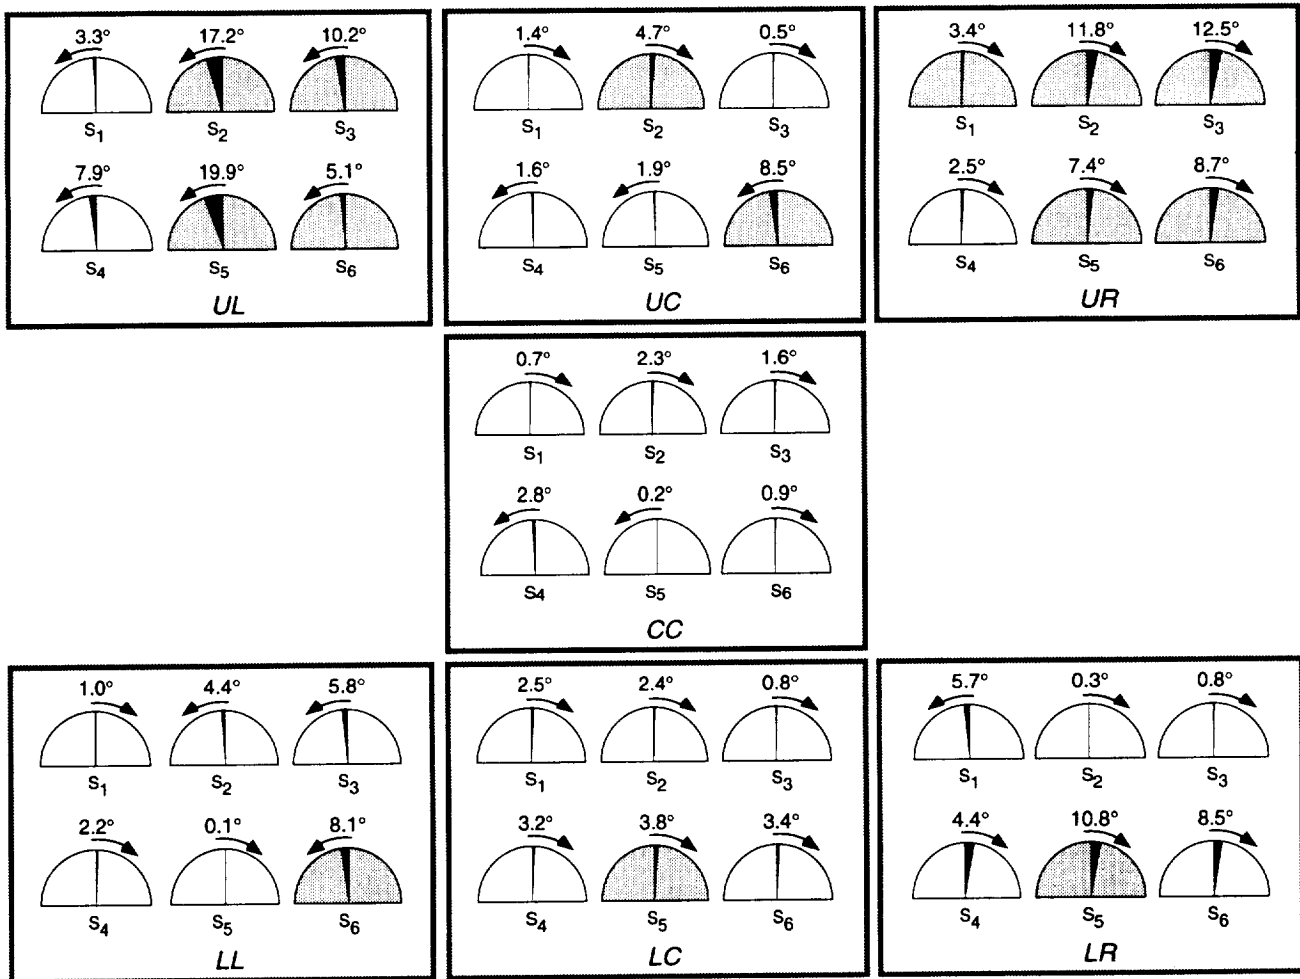 3.3° 17.2° 10.2°
S1 S2 S3
7.9° 19.9° 5.1°
S4 S5 S6
UL
1.4° 4.7° 0.5°
S1 S2 S3
1.6° 1.9° 8.5°
S4 S5 S6
UC
3.4° 11.8° 12.5°
S1 S2 S3
2.5° 7.4° 8.7°
S4 S5 S6
UR
0.7° 2.3° 1.6°
S1 S2 S3
2.8° 0.2° 0.9°
S4 S5 S6
CC
1.0° 4.4° 5.8°
S1 S2 S3
2.2° 0.1° 8.1°
S4 S5 S6
LL
2.5° 2.4° 0.8°
S1 S2 S3
3.2° 3.8° 3.4°
S4 S5 S6
LC
5.7° 0.3° 0.8°
S1 S2 S3
4.4° 10.8° 8.5°
S4 S5 S6
LR